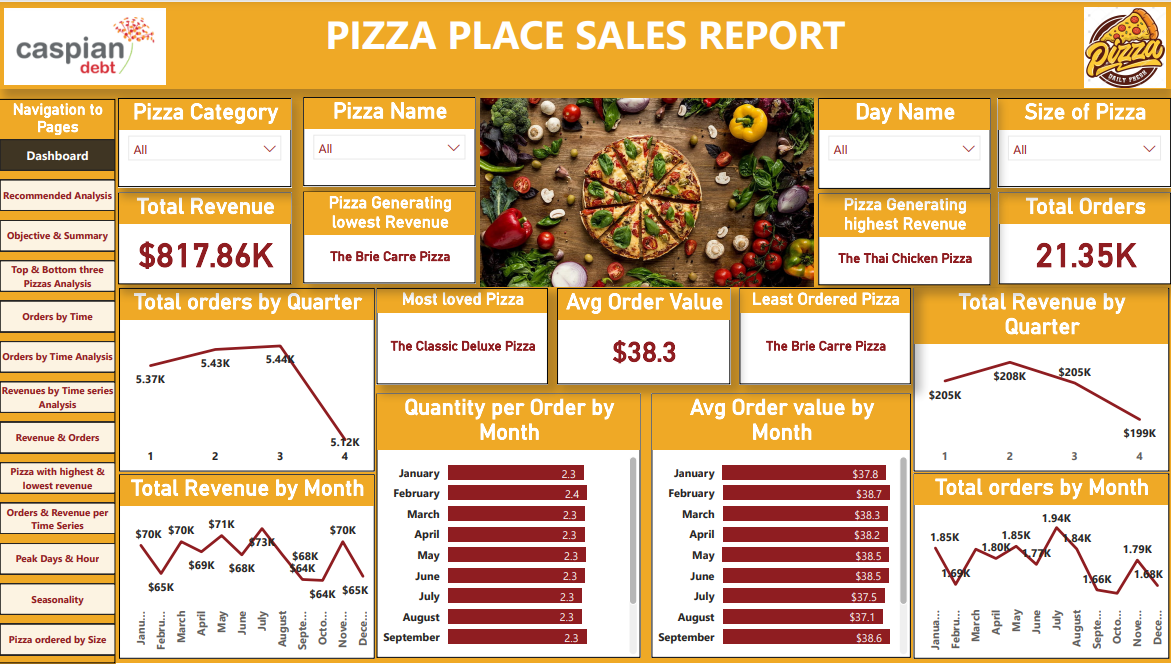 caspian
debt
PIZZA PLACE SALES REPORT
Pizza
DAILY FRESH
Navigation to
Pages
Dashboard
Recommended Analysis
Objective & Summary
Top & Bottom three
Pizzas Analysis
Orders by Time
Orders by Time Analysis
Revenues by Time series
Analysis
Revenue & Orders
Pizza with highest &
lowest revenue
Orders & Revenue per
Time Series
Peak Days & Hour
Seasonality
Pizza ordered by Size
Pizza Category
All
Pizza Name
All
Day Name
All
Size of Pizza
All
Total Revenue
$817.86K
Pizza Generating
lowest Revenue
The Brie Carre Pizza
Pizza Generating
highest Revenue
The Thai Chicken Pizza
Total Orders
21.35K
Total orders by Quarter
5.37K
5.43K
5.44K
5.12K
1 2 3 4
Most loved Pizza
The Classic Deluxe Pizza
Avg Order Value
$38.3
Least Ordered Pizza
The Brie Carre Pizza
Total Revenue by
Quarter
$205K
$208K
$205K
$199K
1 2 3 4
Total Revenue by Month
$70K
$65K
$70K
$69K
$71K
$68K
$73K
$68K
$64K
$64K
$70K
$65K
Janu...
Febru...
March
April
May
June
July
August
Septe...
Octo...
Nove...
Dece...
Quantity per Order by
Month
January 2.3
February 2.4
March 2.3
April 2.3
May 2.3
June 2.3
July 2.3
August 2.3
September 2.3
Avg Order value by
Month
January $37.8
February $38.7
March $38.3
April $38.2
May $38.5
June $38.5
July $37.5
August $37.1
September $38.6
Total orders by Month
1.85K
1.69K
1.80K
1.85K
1.77K
1.94K
1.84K
1.66K
1.79K
1.68K
Janua...
Febru...
March
April
May
June
July
August
Septe...
Octo...
Nove...
Dece...